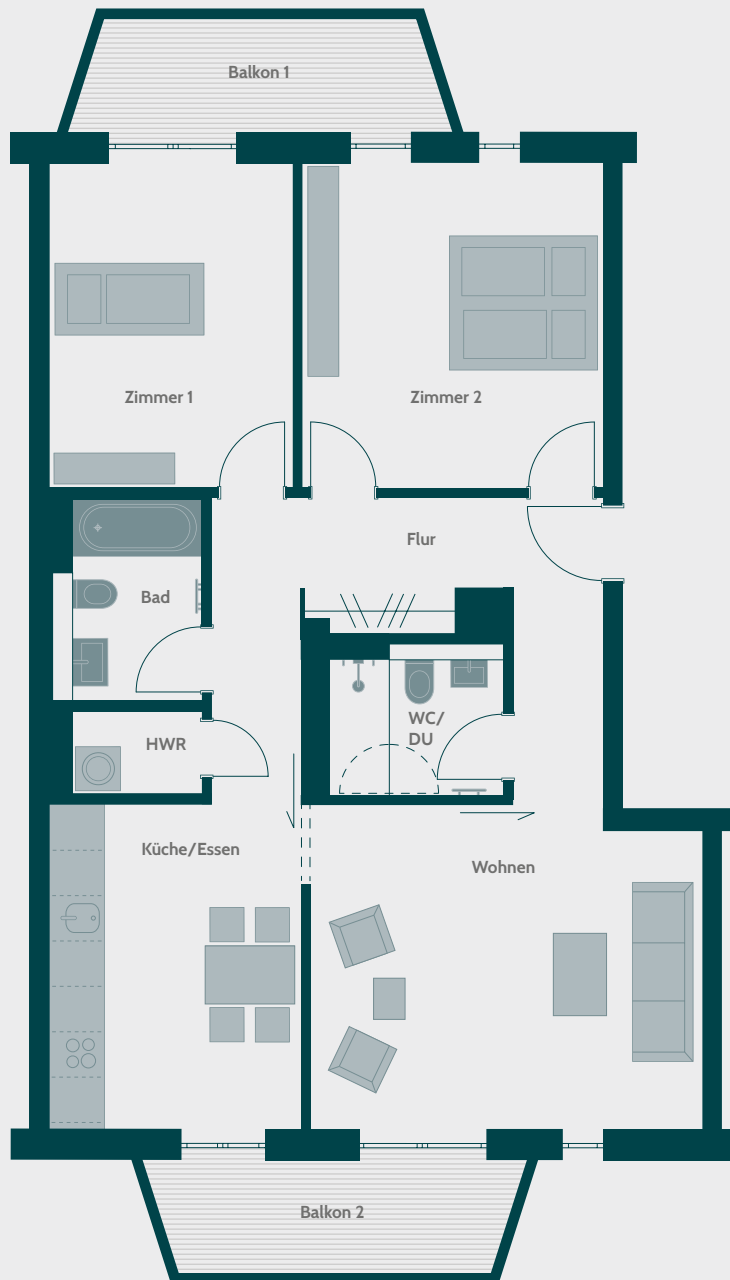 Balkon 1
Zimmer 1
Zimmer 2
Flur
Bad
WC/
DU
HWR
Küche/Essen
Wohnen
Balkon 2